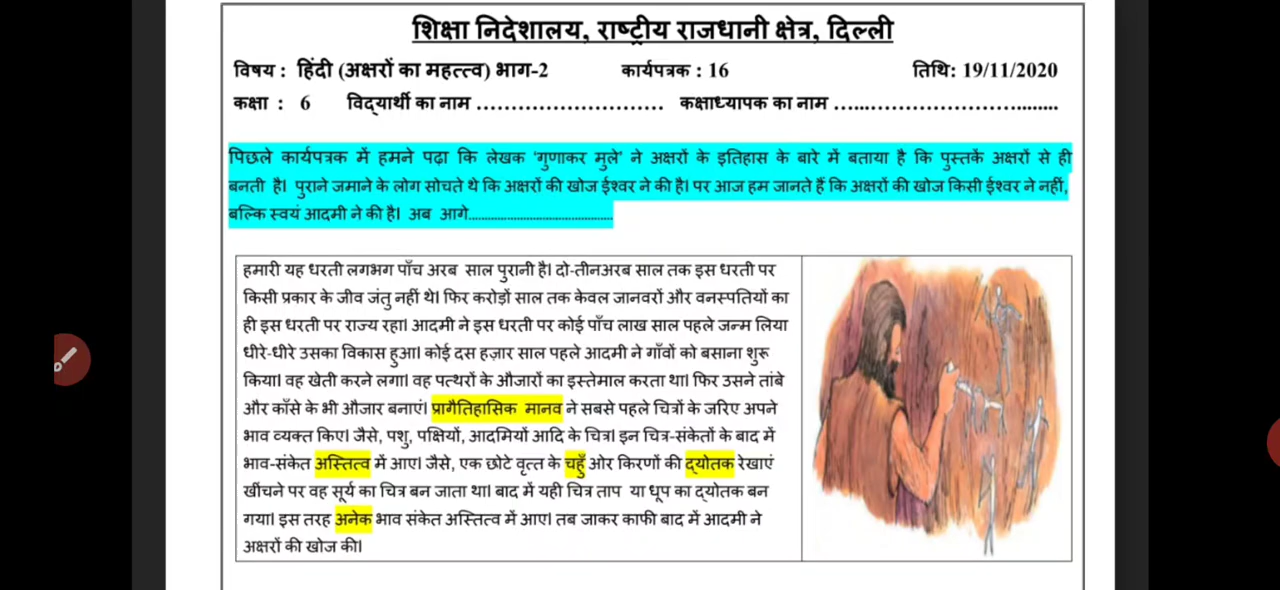 शिक्षा निदेशालय, राष्ट्रीय राजधानी क्षेत्र, दिल्ली
विषय : हिंदी (अक्षरों का महत्त्व) भाग-2 कार्यपत्रक : 16 तिथि: 19/11/2020
कक्षा : 6 विद्यार्थी का नाम ........................... कक्षाध्यापक का नाम ...................................
पिछले कार्यपत्रक में हमने पढ़ा कि लेखक 'गुणाकर मुले' ने अक्षरों के इतिहास के बारे में बताया है कि पुस्तकें अक्षरों से ही
बनती है। पुराने जमाने के लोग सोचते थे कि अक्षरों की खोज ईश्वर ने की है। पर आज हम जानते हैं कि अक्षरों की खोज किसी ईश्वर ने नहीं,
बल्कि स्वयं आदमी ने की है। अब आगे.............................................
हमारी यह धरती लगभग पाँच अरब साल पुरानी है। दो-तीनअरब साल तक इस धरती पर
किसी प्रकार के जीव जंतु नहीं थे। फिर करोड़ों साल तक केवल जानवरों और वनस्पतियों का
ही इस धरती पर राज्य रहा। आदमी ने इस धरती पर कोई पाँच लाख साल पहले जन्म लिया
धीरे-धीरे उसका विकास हुआ। कोई दस हज़ार साल पहले आदमी ने गाँवों को बसाना शुरू
किया। वह खेती करने लगा। वह पत्थरों के औजारों का इस्तेमाल करता था। फिर उसने तांबे
और काँसे के भी औजार बनाएं। प्रागैतिहासिक मानव ने सबसे पहले चित्रों के जरिए अपने
भाव व्यक्त किए। जैसे, पशु, पक्षियों, आदमियों आदि के चित्र। इन चित्र-संकेतों के बाद में
भाव-संकेत अस्तित्व में आए। जैसे, एक छोटे वृत्त के चहुँ ओर किरणों की द्योतक रेखाएं
खींचने पर वह सूर्य का चित्र बन जाता था। बाद में यही चित्र ताप या धूप का द्योतक बन
गया। इस तरह अनेक भाव संकेत अस्तित्व में आए। तब जाकर काफी बाद में आदमी ने
अक्षरों की खोज की।